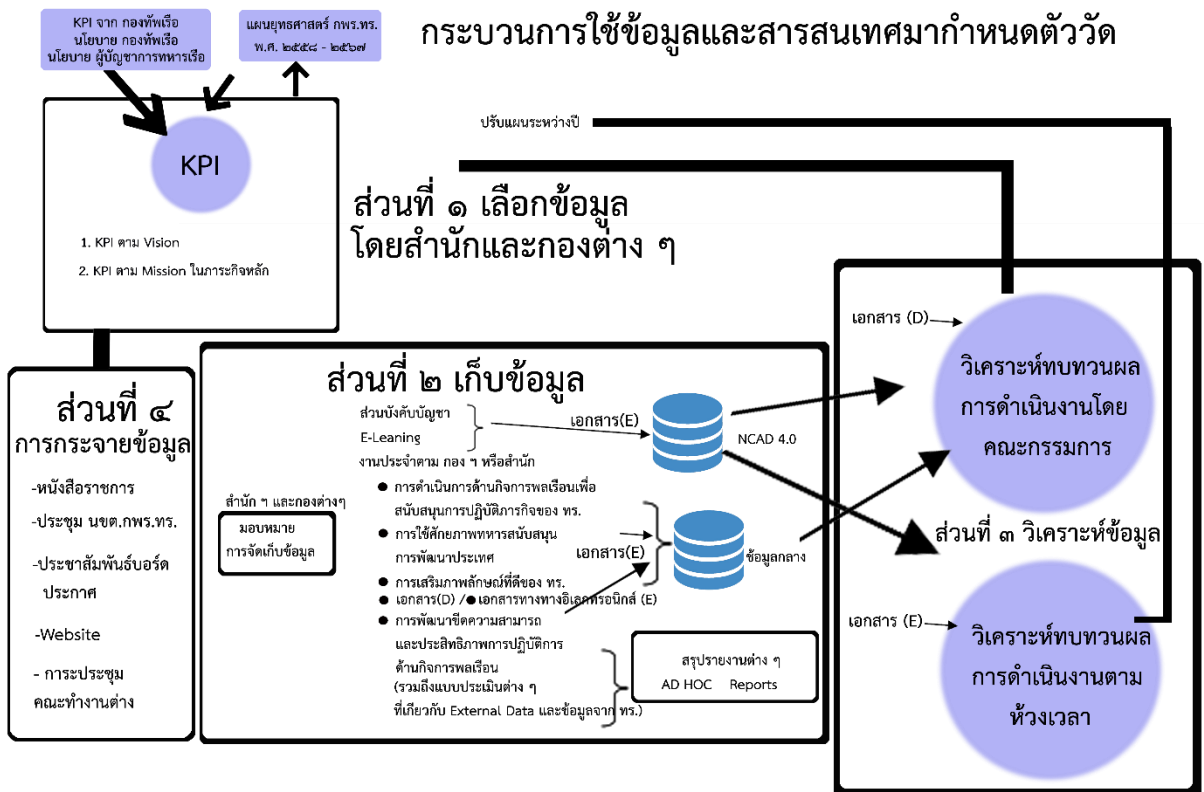 KPI จาก กองทัพเรือ
นโยบาย กองทัพเรือ
นโยบาย ผู้บัญชาการทหารเรือ
แผนยุทธศาสตร์ กพร.ทร.
พ.ศ. ๒๕๕๘ - ๒๕๖๗
กระบวนการใช้ข้อมูลและสารสนเทศมากำหนดตัววัด
KPI
1. KPI ตาม Vision
2. KPI ตาม Mission ในภาระกิจหลัก
ปรับแผนระหว่างปี
ส่วนที่ ๑ เลือกข้อมูล
โดยสำนักและกองต่าง ๆ
ส่วนที่ ๔
การกระจายข้อมูล
-หนังสือราชการ
-ประชุม นขต.กพร.ทร.
-ประชาสัมพันธ์บอร์ด
ประกาศ
-Website
- การะประชุม
คณะทำงานต่าง
ส่วนที่ ๒ เก็บข้อมูล
ส่วนบังคับบัญชา
E-Leaning
เอกสาร(E)
NCAD 4.0
งานประจำตาม กอง ฯ หรือสำนัก
สำนัก ฯ และกองต่างๆ
มอบหมาย
การจัดเก็บข้อมูล
● การดำเนินการด้านกิจการพลเรือนเพื่อ
สนับสนุนการปฏิบัติภารกิจของ ทร.
● การใช้ศักยภาพทหารสนับสนุน
การพัฒนาประเทศ
เอกสาร(E)
ข้อมูลกลาง
● การเสริมภาพลักษณ์ที่ดีของ ทร.
● เอกสาร(D) /●เอกสารทางทางอิเลกทรอนิกส์ (E)
● การพัฒนาขีดความสามารถ
และประสิทธิภาพการปฏิบัติการ
ด้านกิจการพลเรือน
(รวมถึงแบบประเมินต่าง ๆ
ที่เกี่ยวกับ External Data และข้อมูลจาก ทร.)
สรุปรายงานต่าง ๆ
AD HOC Reports
เอกสาร (D)
วิเคราะห์ทบทวนผล
การดำเนินงานโดย
คณะกรรมการ
ส่วนที่ ๓ วิเคราะห์ข้อมูล
เอกสาร (E)
วิเคราะห์ทบทวนผล
การดำเนินงานตาม
ห้วงเวลา